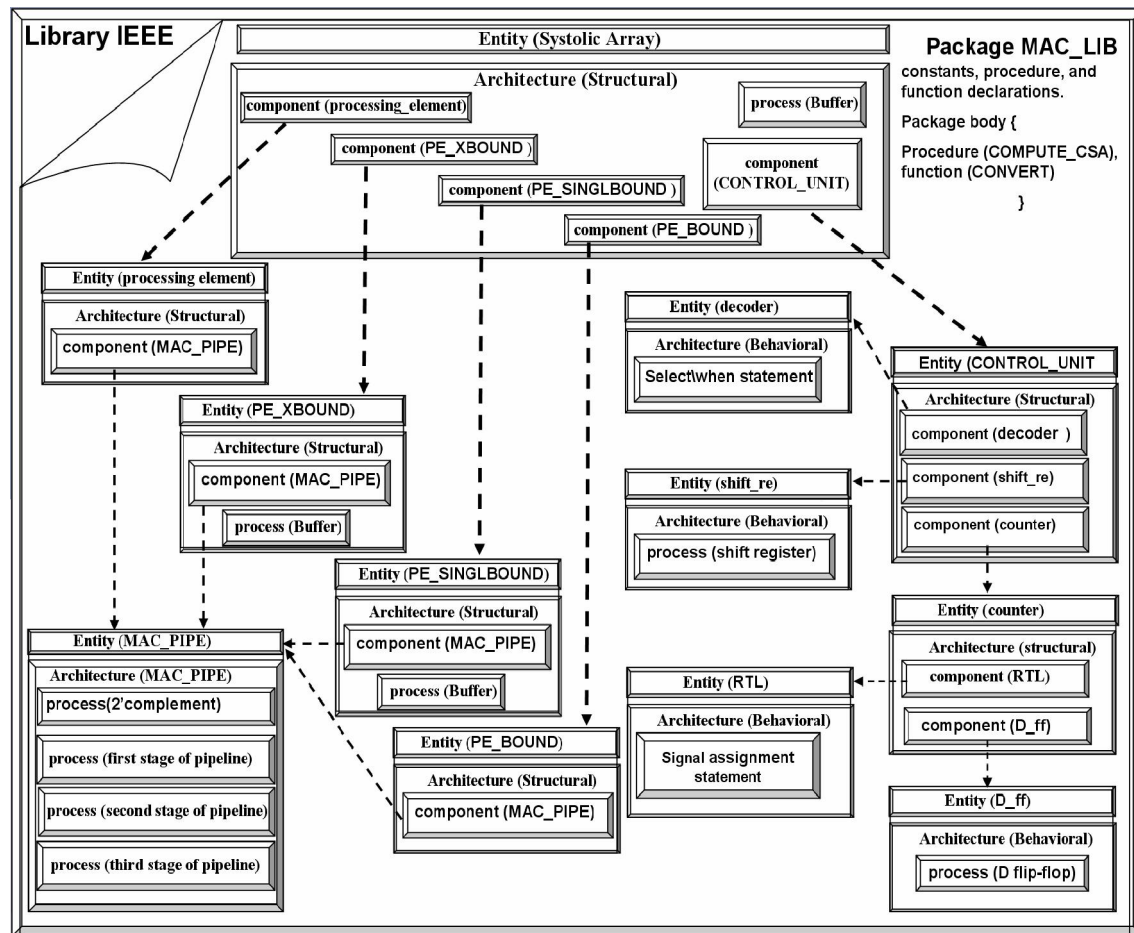 Library IEEE
Entity (Systolic Array)
Architecture (Structural)
component (processing_element)
component (PE_XBOUND )
component (PE_SINGLBOUND )
component (PE_BOUND )
process (Buffer)
component
(CONTROL_UNIT)
Package MAC_LIB
constants, procedure, and
function declarations.
Package body {
Procedure (COMPUTE_CSA),
function (CONVERT)
}
Entity (processing element)
Architecture (Structural)
component (MAC_PIPE)
Entity (PE_XBOUND)
Architecture (Structural)
component (MAC_PIPE)
process (Buffer)
Entity (PE_SINGLBOUND)
Architecture (Structural)
component (MAC_PIPE)
process (Buffer)
Entity (PE_BOUND)
Architecture (Structural)
component (MAC_PIPE)
Entity (MAC_PIPE)
Architecture (MAC_PIPE)
process(2'complement)
process (first stage of pipeline)
process (second stage of pipeline)
process (third stage of pipeline)
Entity (decoder)
Architecture (Behavioral)
Select\when statement
Entity (shift_re)
Architecture (Behavioral)
process (shift register)
Entity (RTL)
Architecture (Behavioral)
Signal assignment
statement
Entity (CONTROL_UNIT
Architecture (Structural)
component (decoder )
component (shift_re)
component (counter)
Entity (counter)
Architecture (structural)
component (RTL)
component (D_ff)
Entity (D_ff)
Architecture (Behavioral)
process (D flip-flop)